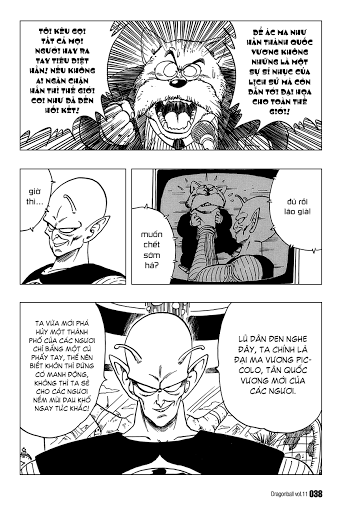 ĐỂ ÁC MA NHƯ
HẮN THÀNH QUỐC
VƯƠNG KHÔNG
NHỮNG LÀ MỘT
SỰ SỈ NHỤC CỦA
LỊCH SỬ MÀ CÒN
DẪN TỚI ĐẠI HỌA
CHO TOÀN THẾ
GIỚI!
TÔI KÊU GỌI
TẤT CẢ MỌI
NGƯỜI HÃY RA
TAY TIÊU DIỆT
HẮN! NẾU KHÔNG
AI NGĂN CHẶN
HẮN THÌ THẾ GIỚI
COI NHƯ ĐÃ ĐẾN
HỒI KẾT!
đủ rồi
lão già!
muốn
chết
sớm
hả?
giờ
thì...
LŨ DÂN ĐEN NGHE
ĐÂY, TA CHÍNH LÀ
ĐẠI MA VƯƠNG PIC-
COLO, TÂN QUỐC
VƯƠNG MỚI CỦA
CÁC NGƯƠI.
TA VỪA MỚI PHÁ
HỦY MỘT THÀNH
PHỐ CỦA CÁC NGƯƠI
CHỈ BẰNG MỘT CÚ
PHẨY TAY, THẾ NÊN
BIẾT KHÔN THÌ ĐỪNG
CÓ MANH ĐỘNG,
KHÔNG THÌ TA SẼ
CHO CÁC NGƯƠI
NẾM MÙI ĐAU KHỔ
NGAY TỨC KHẮC!
Dragonball vol.11 038